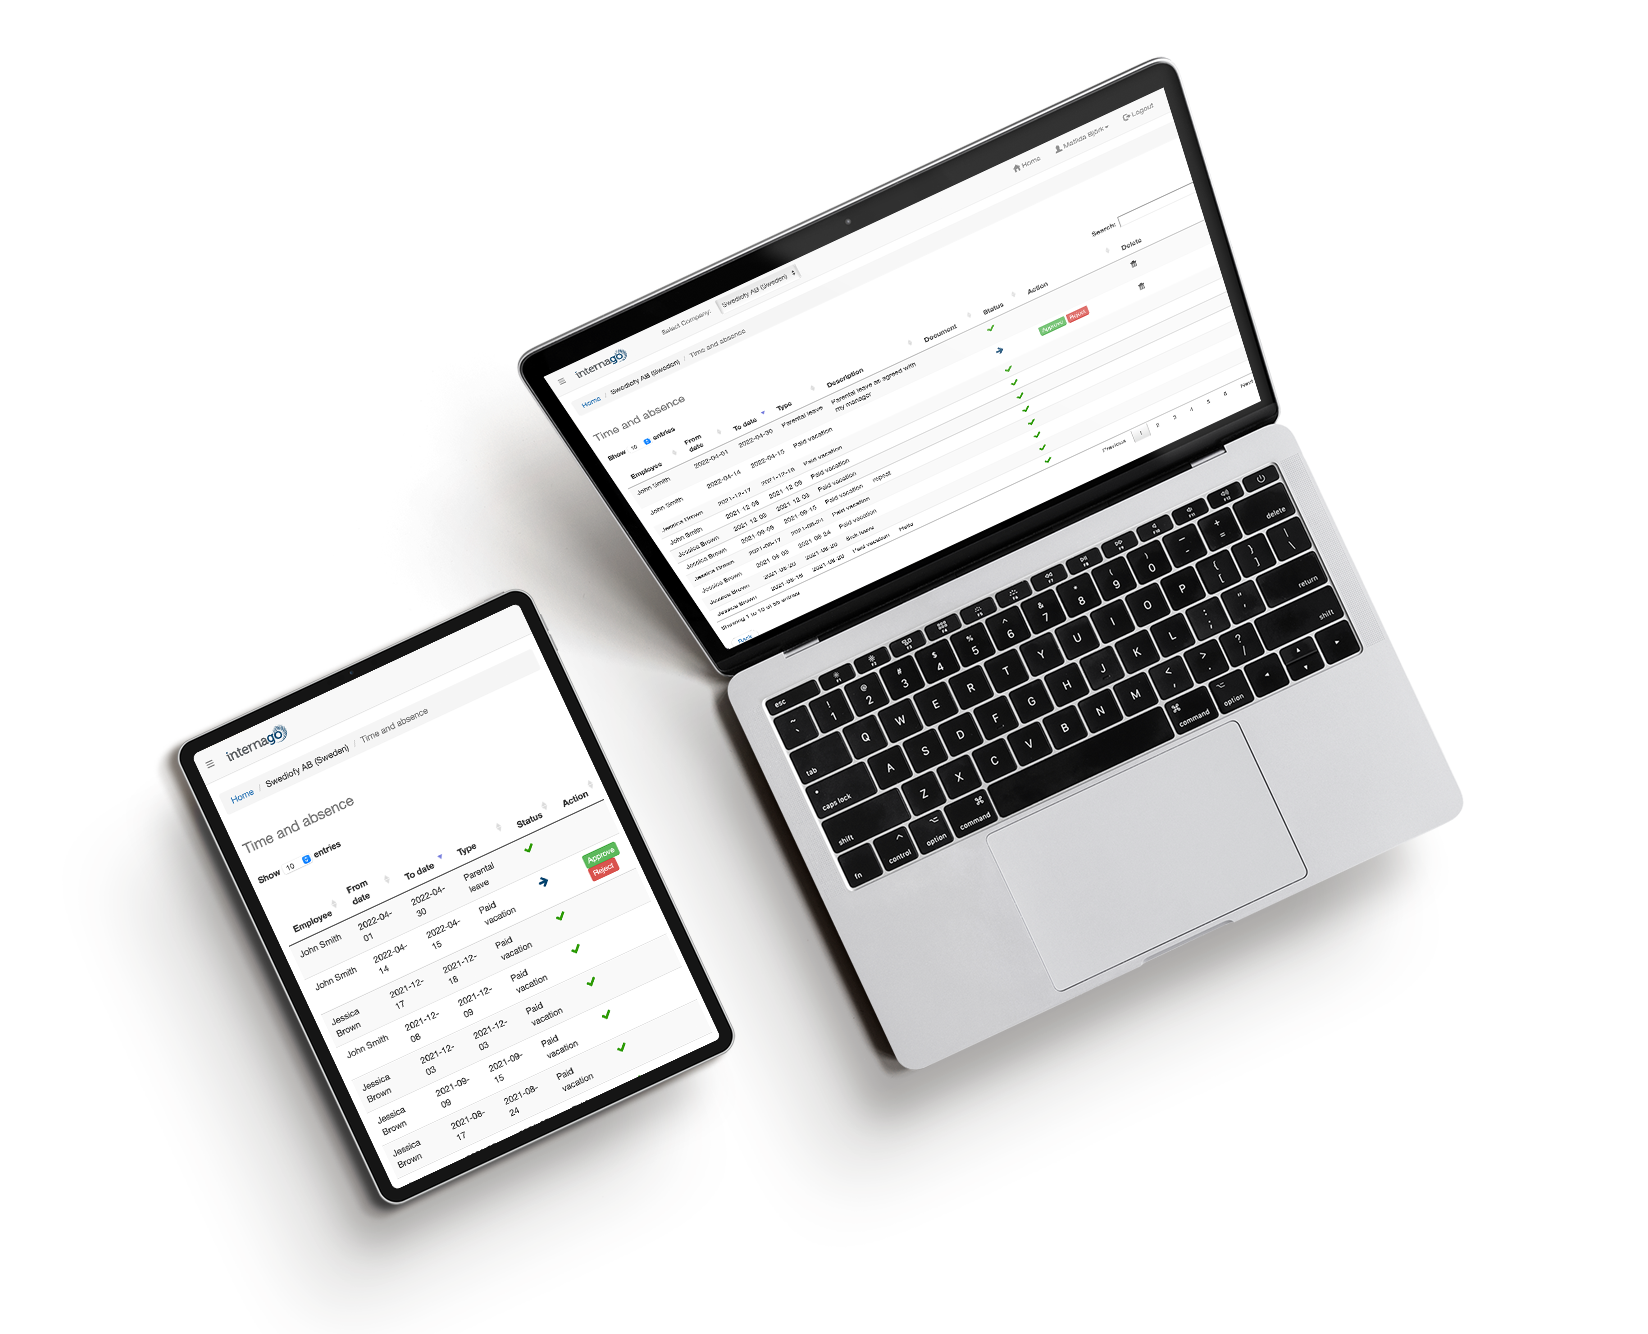 Home
Matilda Björk
Logout
internago
Select Company:
Swediofy AB (Sweden)
Home / Swediofy AB (Sweden) / Time and absence
Time and absence
Show 10 entries
Search:
Employee From date To date Type Description Document Status Action Delete
John Smith 2022-04-01 2022-04-30 Parental leave Parental leave as agreed with my manager
John Smith 2022-04-14 2022-04-15 Paid vacation Approve Reject
Jessica Brown 2021-12-17 2021-12-18 Paid vacation
John Smith 2021-12-08 2021-12-09 Paid vacation
Jessica Brown 2021-12-03 2021-12-03 Paid vacation
Jessica Brown 2021-09-09 2021-09-15 Paid vacation repeat
Jessica Brown 2021-08-17 2021-08-24 Paid vacation
Jessica Brown Paid vacation
Jessica Brown Sick leave
Jessica Brown Paid vacation Hello
Showing 1 to 10 of entries
Previous 1 2 3 4 5 6 Next
Back
esc F1 F2 F3 F4 F5 F6 F7 F8 F9 F10 F11 F12
~ ` ! 1 @ 2 # 3 $ 4 % 5 ^ 6 & 7 * 8 ( 9 ) 0 — - + = delete
tab Q W E R T Y U I O P { [ } ] | \
caps lock A S D F G H J K L : ; " ' return
shift Z X C V B N M < , > . ? / shift
fn ^ control ⌥ option ⌘ command ⌘ command ⌥ option
internago
Home / Swediofy AB (Sweden) / Time and absence
Time and absence
Show 10 entries
Employee From date To date Type Status Action
John Smith 2022-04-01 2022-04-30 Parental leave
John Smith 2022-04-14 2022-04-15 Paid vacation Approve Reject
Jessica Brown 2021-12-17 2021-12-18 Paid vacation
John Smith 2021-12-08 2021-12-09 Paid vacation
Jessica Brown 2021-12-03 2021-12-03 Paid vacation
Jessica Brown 2021-09-09 2021-09-15 Paid vacation
Jessica Brown 2021-08-17 2021-08-24 Paid vacation